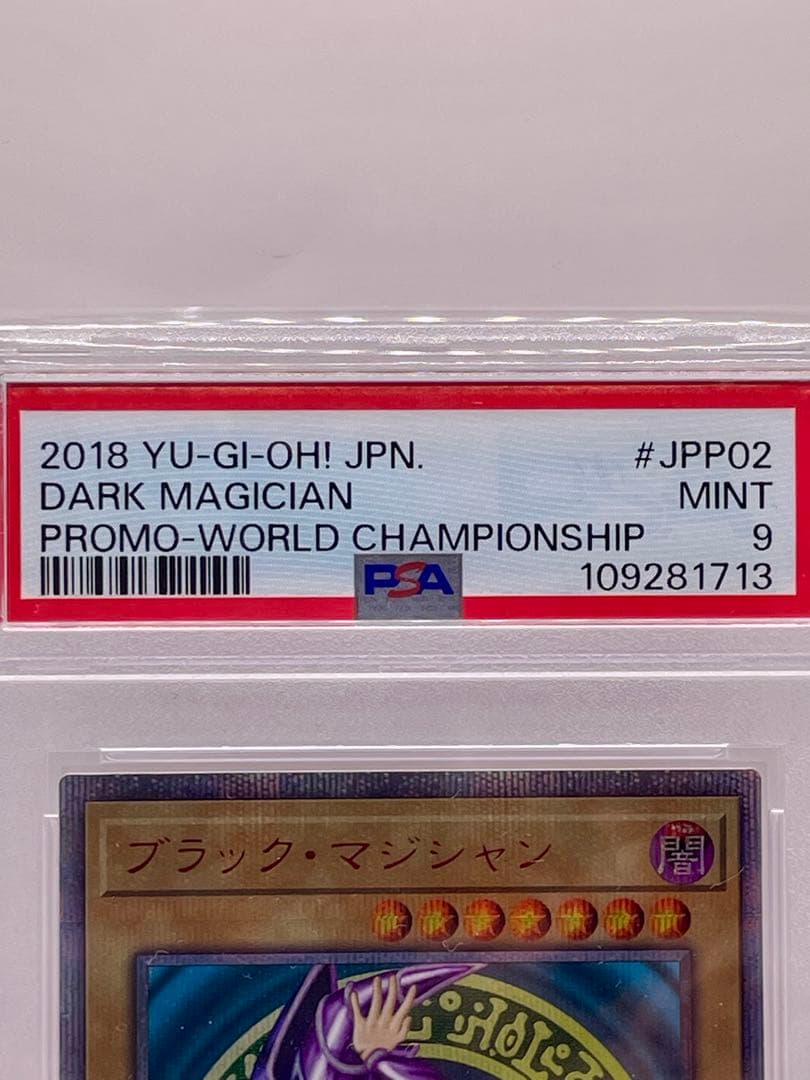 2018 YU-GI-OH! JPN. #JPP02
DARK MAGICIAN MINT
PROMO-WORLD CHAMPIONSHIP 9
PSA 109281713
ブラック・マジシャン 闇